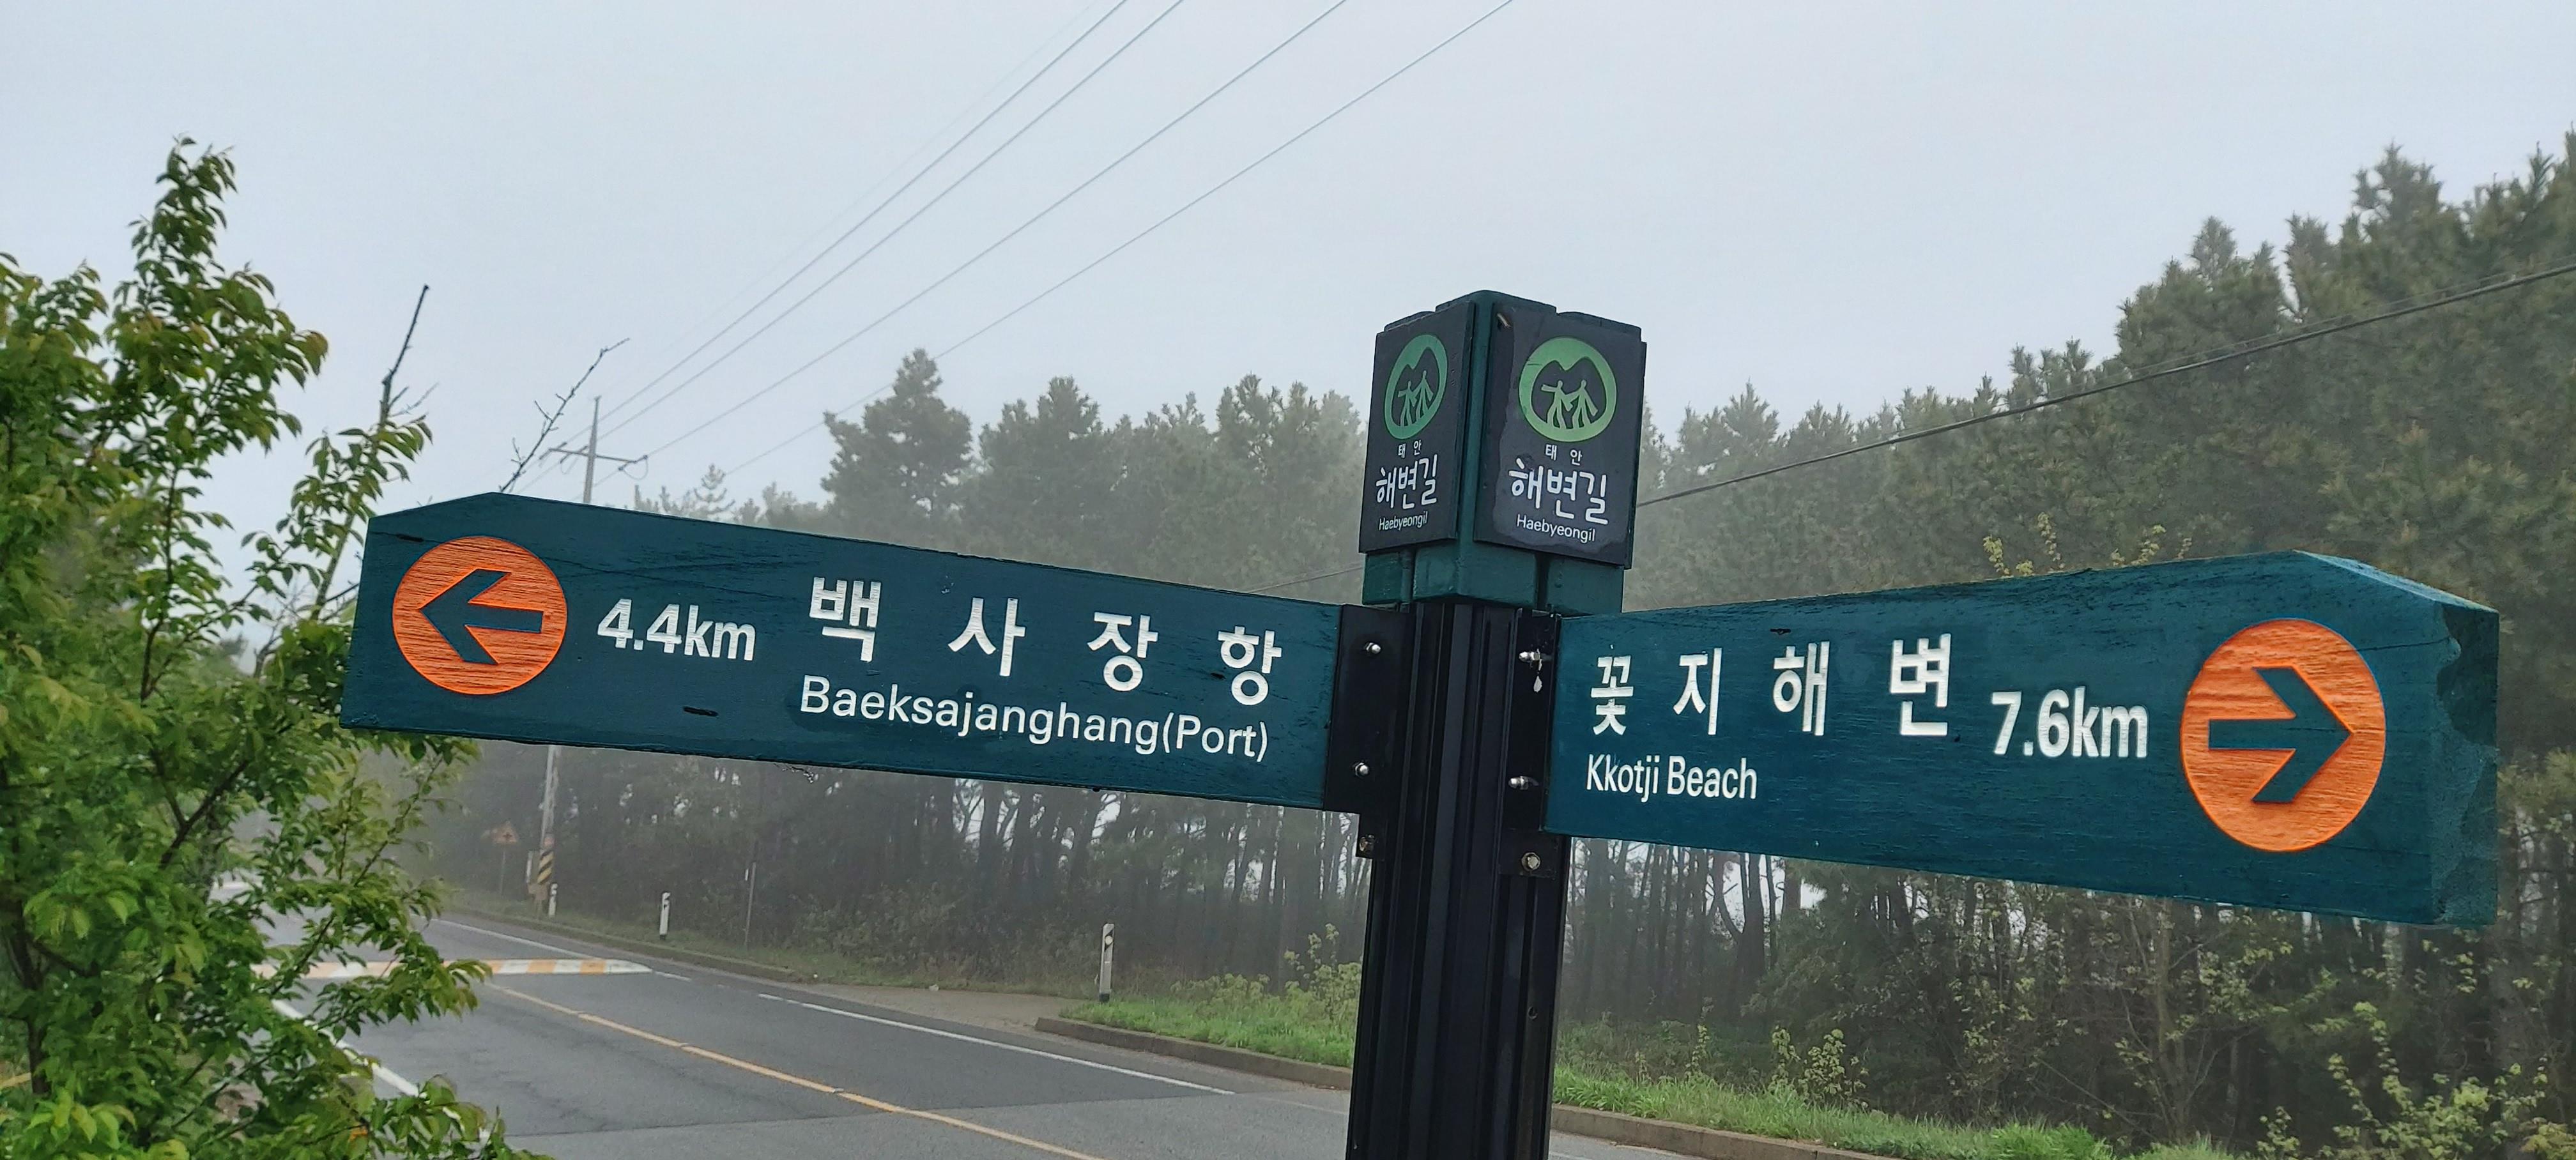 태안
해변길
Haebyeongil
태안
해변길
Haebyeongil
4.4km 백사장항
Baeksajanghang(Port)
꽃지해변 7.6km
Kkotji Beach